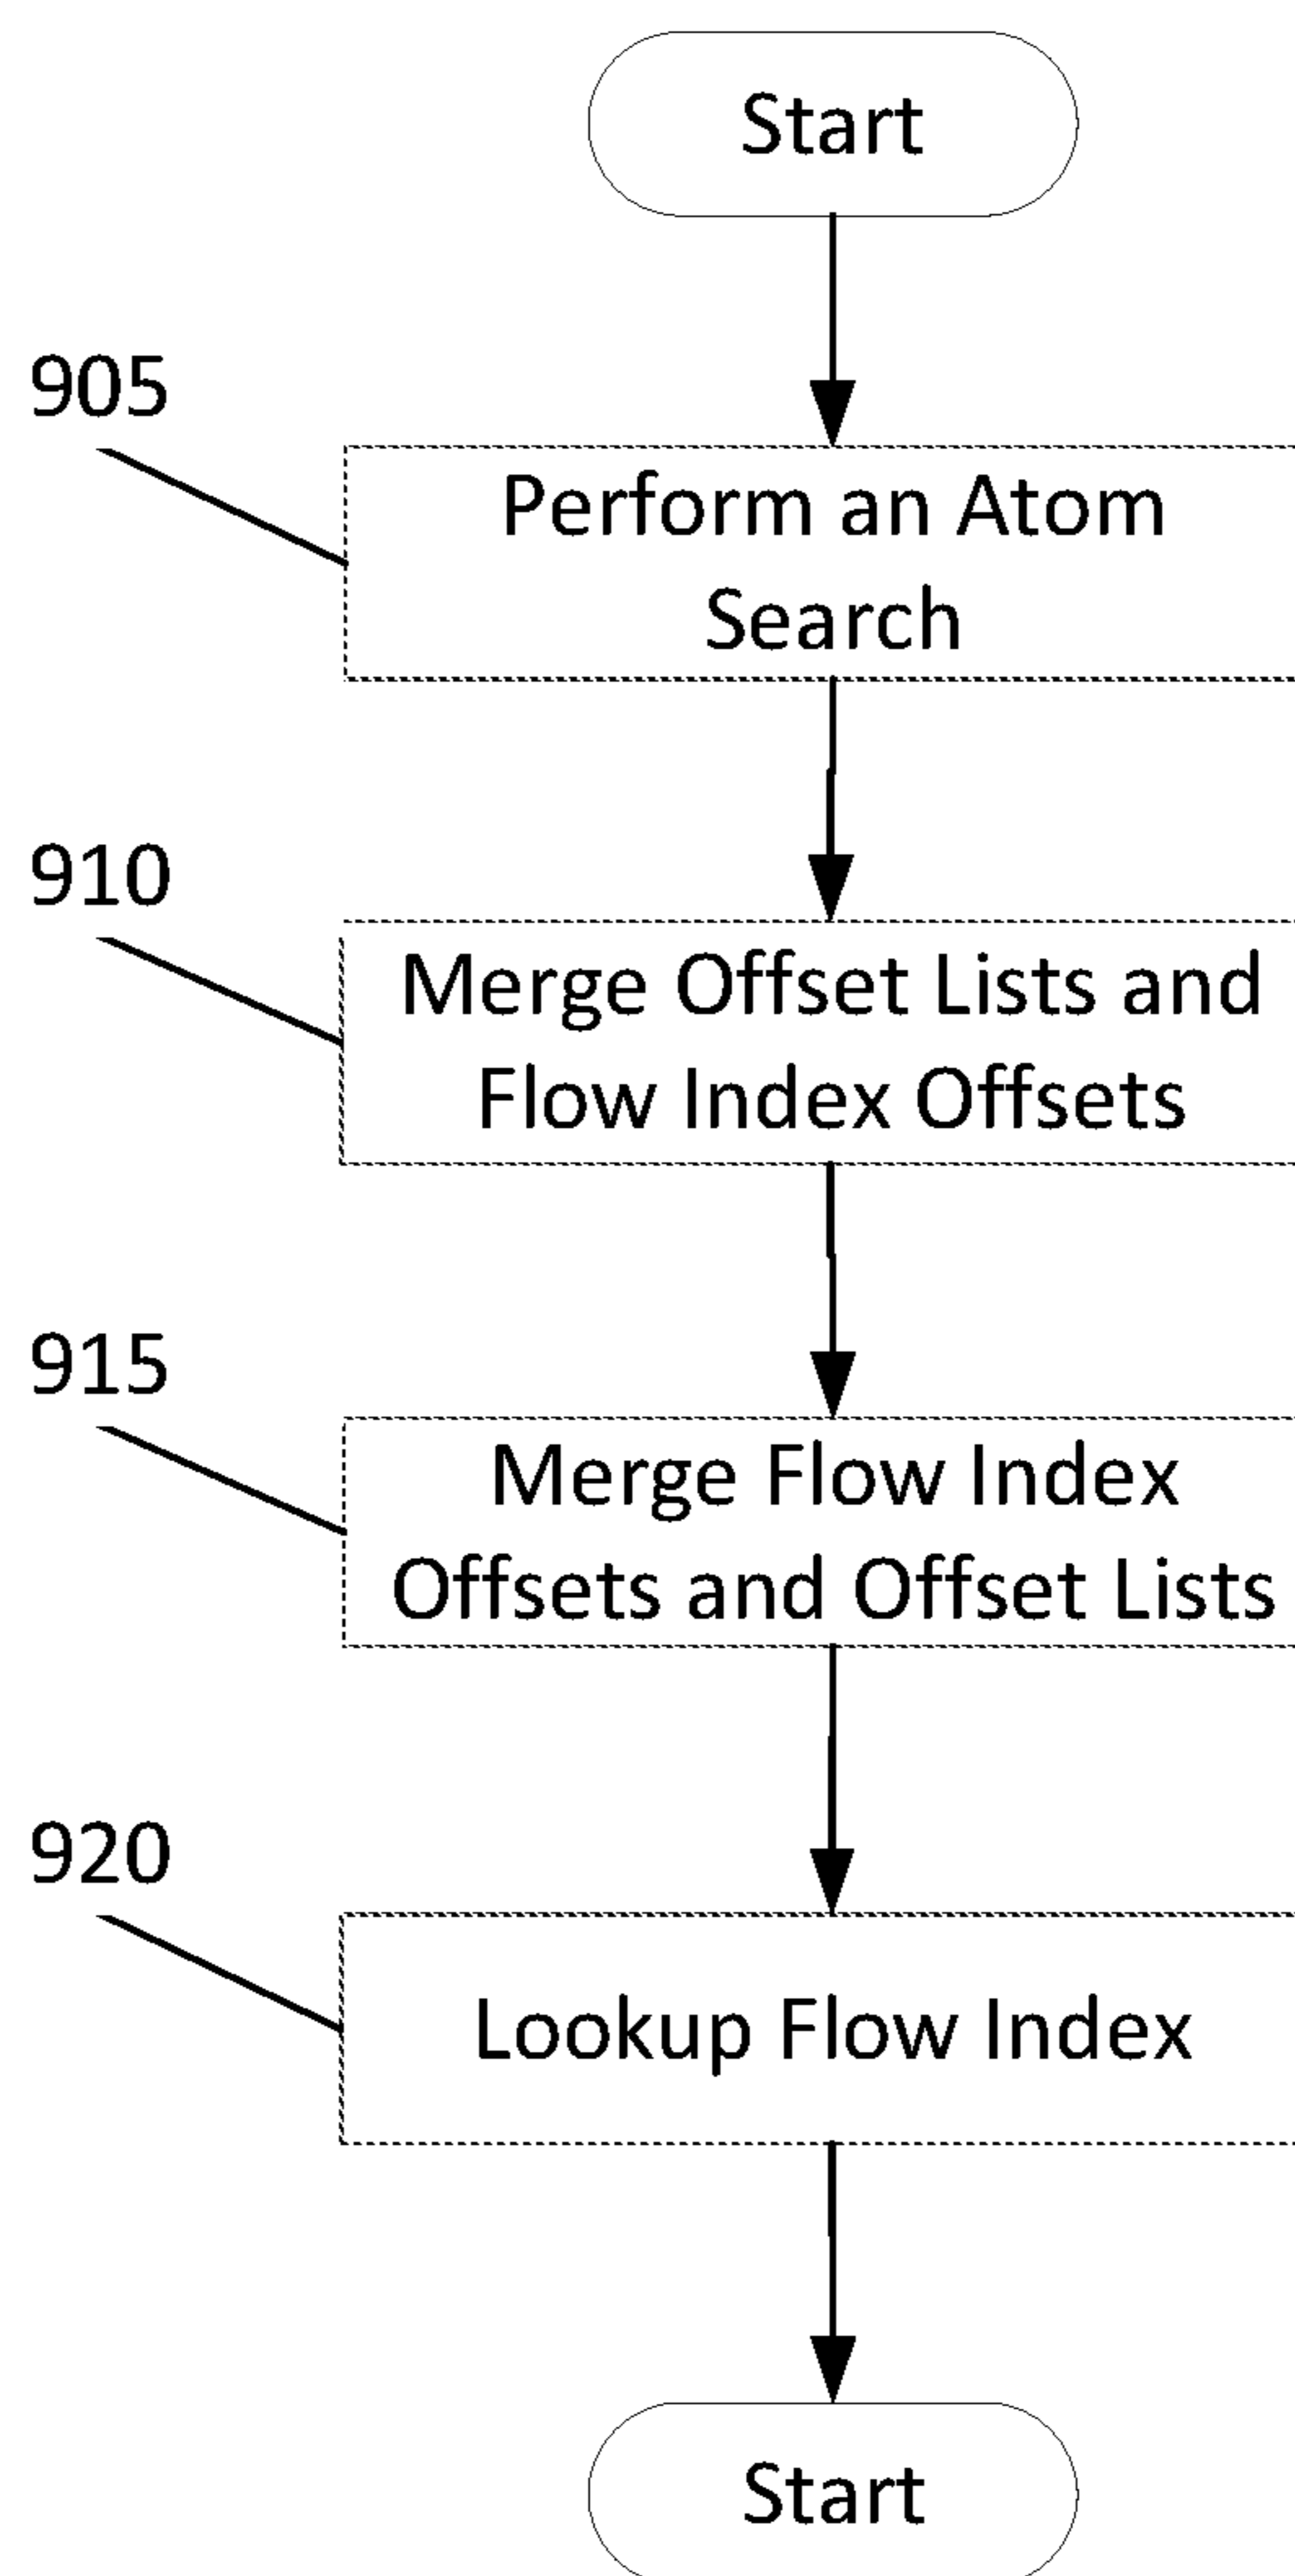 Start
905
Perform an Atom
Search
910
Merge Offset Lists and
Flow Index Offsets
915
Merge Flow Index
Offsets and Offset Lists
920
Lookup Flow Index
Start